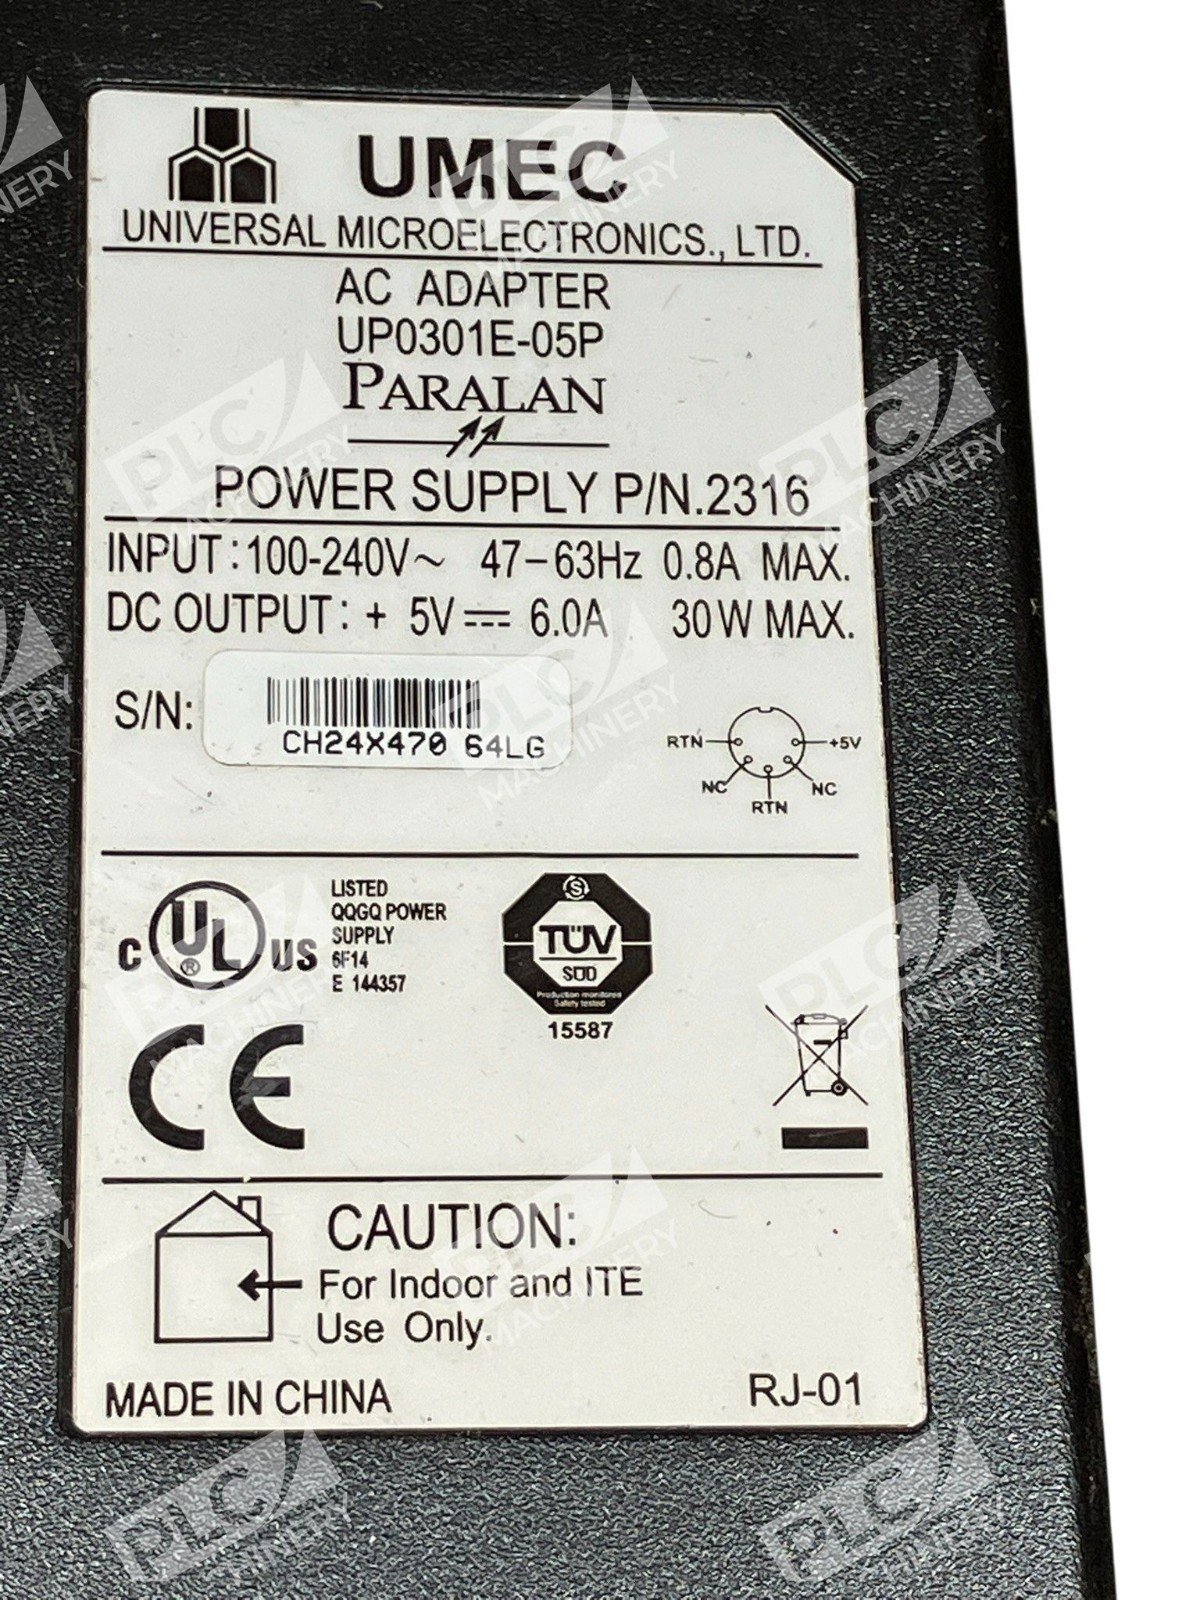 UMEC
UNIVERSAL MICROELECTRONICS., LTD.
AC ADAPTER
UP0301E-05P
PARALAN
POWER SUPPLY P/N.2316
INPUT : 100-240V~ 47-63Hz 0.8A MAX.
DC OUTPUT : + 5V⎓ 6.0A 30W MAX.
S/N:
CH24X470 64LG
RTN
+5V
NC
NC
RTN
C UL ® US
LISTED
QQGQ POWER
SUPPLY
6F14
E 144357
S
TÜV
SÜD
Production monitored
Safety tested
15587
CE
CAUTION:
For Indoor and ITE
Use Only.
MADE IN CHINA
RJ-01
PLC MACHINERY